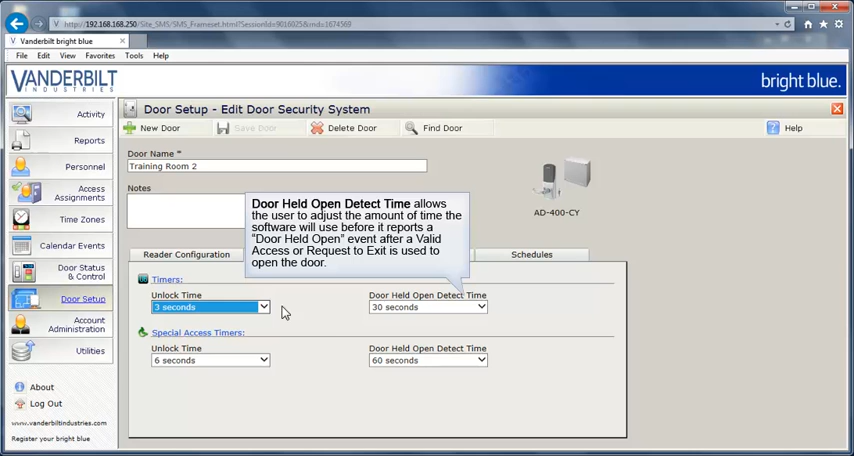 http://192.168.168.250/Site_SMS/SMS_Frameset.html?SessionId=9016025&rnd=1674569
Vanderbilt bright blue
File Edit View Favorites Tools Help
VANDERBILT
INDUSTRIES
bright blue.
Activity
Reports
Personnel
Access
Assignments
Time Zones
Calendar Events
Door Status
& Control
Door Setup
Account
Administration
Utilities
About
Log Out
www.vanderbiltindustries.com
Register your bright blue
Door Setup - Edit Door Security System
New Door Save Door Delete Door Find Door Help
Door Name *
Training Room 2
Notes
AD-400-CY
Door Held Open Detect Time allows
the user to adjust the amount of time the
software will use before it reports a
"Door Held Open" event after a Valid
Access or Request to Exit is used to
open the door.
Reader Configuration Schedules
Timers:
Unlock Time Door Held Open Detect Time
3 seconds 30 seconds
Special Access Timers:
Unlock Time Door Held Open Detect Time
6 seconds 60 seconds